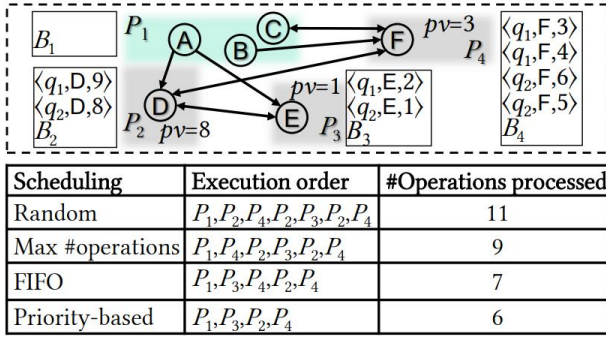 B1
P1
A
B
C
F
pv=3
P4
⟨q1,F,3⟩
⟨q1,F,4⟩
⟨q2,F,6⟩
⟨q2,F,5⟩
B4
⟨q1,D,9⟩
⟨q2,D,8⟩
B2
P2
D
pv=8
E
pv=1
P3
⟨q1,E,2⟩
⟨q2,E,1⟩
B3
Scheduling Execution order #Operations processed
Random P1,P2,P4,P2,P3,P2,P4 11
Max #operations P1,P4,P2,P3,P2,P4 9
FIFO P1,P3,P4,P2,P4 7
Priority-based P1,P3,P2,P4 6